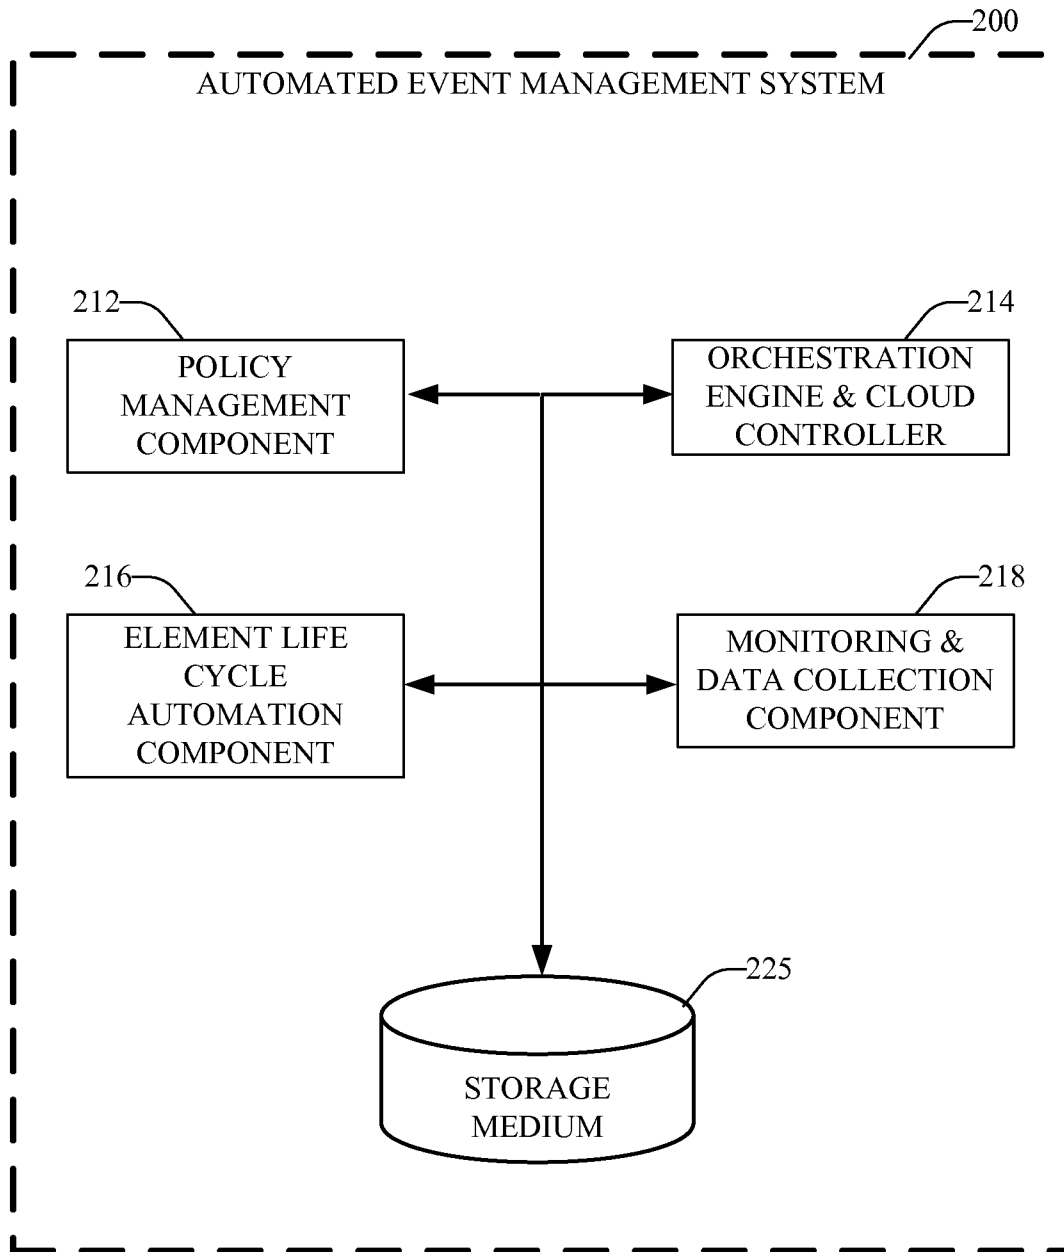 200
AUTOMATED EVENT MANAGEMENT SYSTEM
212
POLICY
MANAGEMENT
COMPONENT
214
ORCHESTRATION
ENGINE & CLOUD
CONTROLLER
216
ELEMENT LIFE
CYCLE
AUTOMATION
COMPONENT
218
MONITORING &
DATA COLLECTION
COMPONENT
225
STORAGE
MEDIUM